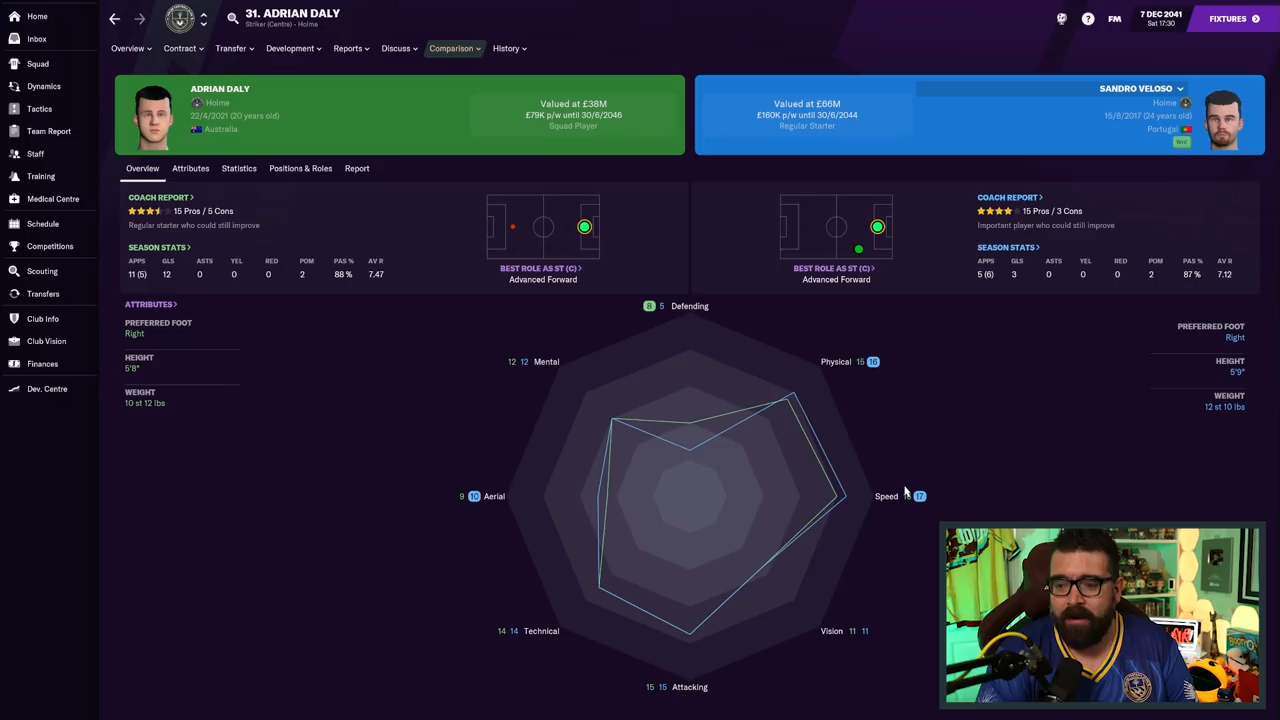 Home
Inbox
Squad
Dynamics
Tactics
Team Report
Staff
Training
Medical Centre
Schedule
Competitions
Scouting
Transfers
Club Info
Club Vision
Finances
Dev. Centre
31. ADRIAN DALY
Striker (Centre) - Holme
FM
7 DEC 2041
Sat 17:30
FIXTURES
Overview
Contract
Transfer
Development
Reports
Discuss
Comparison
History
ADRIAN DALY
Holme
22/4/2021 (20 years old)
Australia
Valued at £38M
£79K p/w until 30/6/2046
Squad Player
Valued at £66M
£160K p/w until 30/6/2044
Regular Starter
SANDRO VELOSO
Holme
15/8/2017 (24 years old)
Portugal
Wnt
Overview
Attributes
Statistics
Positions & Roles
Report
COACH REPORT >
15 Pros / 5 Cons
Regular starter who could still improve
SEASON STATS >
APPS GLS ASTS YEL RED POM PAS % AV R
11 (5) 12 0 0 0 2 88 % 7.47
BEST ROLE AS ST (C) >
Advanced Forward
BEST ROLE AS ST (C) >
Advanced Forward
COACH REPORT >
15 Pros / 3 Cons
Important player who could still improve
SEASON STATS >
APPS GLS ASTS YEL RED POM PAS % AV R
5 (6) 3 0 0 0 2 87 % 7.12
ATTRIBUTES >
PREFERRED FOOT
Right
HEIGHT
5'8"
WEIGHT
10 st 12 lbs
8 5 Defending
12 12 Mental
Physical 15 16
9 10 Aerial
Speed 17
14 14 Technical
Vision 11 11
15 15 Attacking
PREFERRED FOOT
Right
HEIGHT
5'9"
WEIGHT
12 st 10 lbs